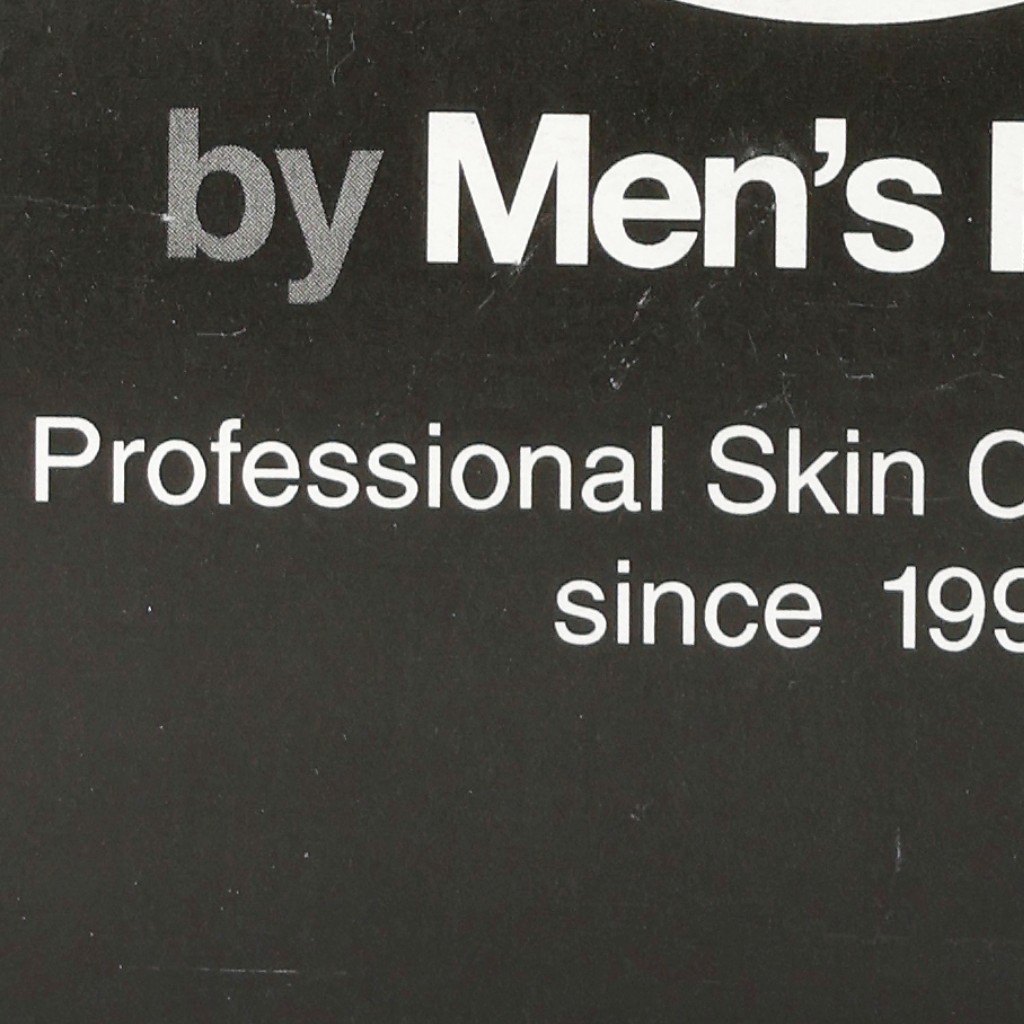 by Men's
Professional Skin
since